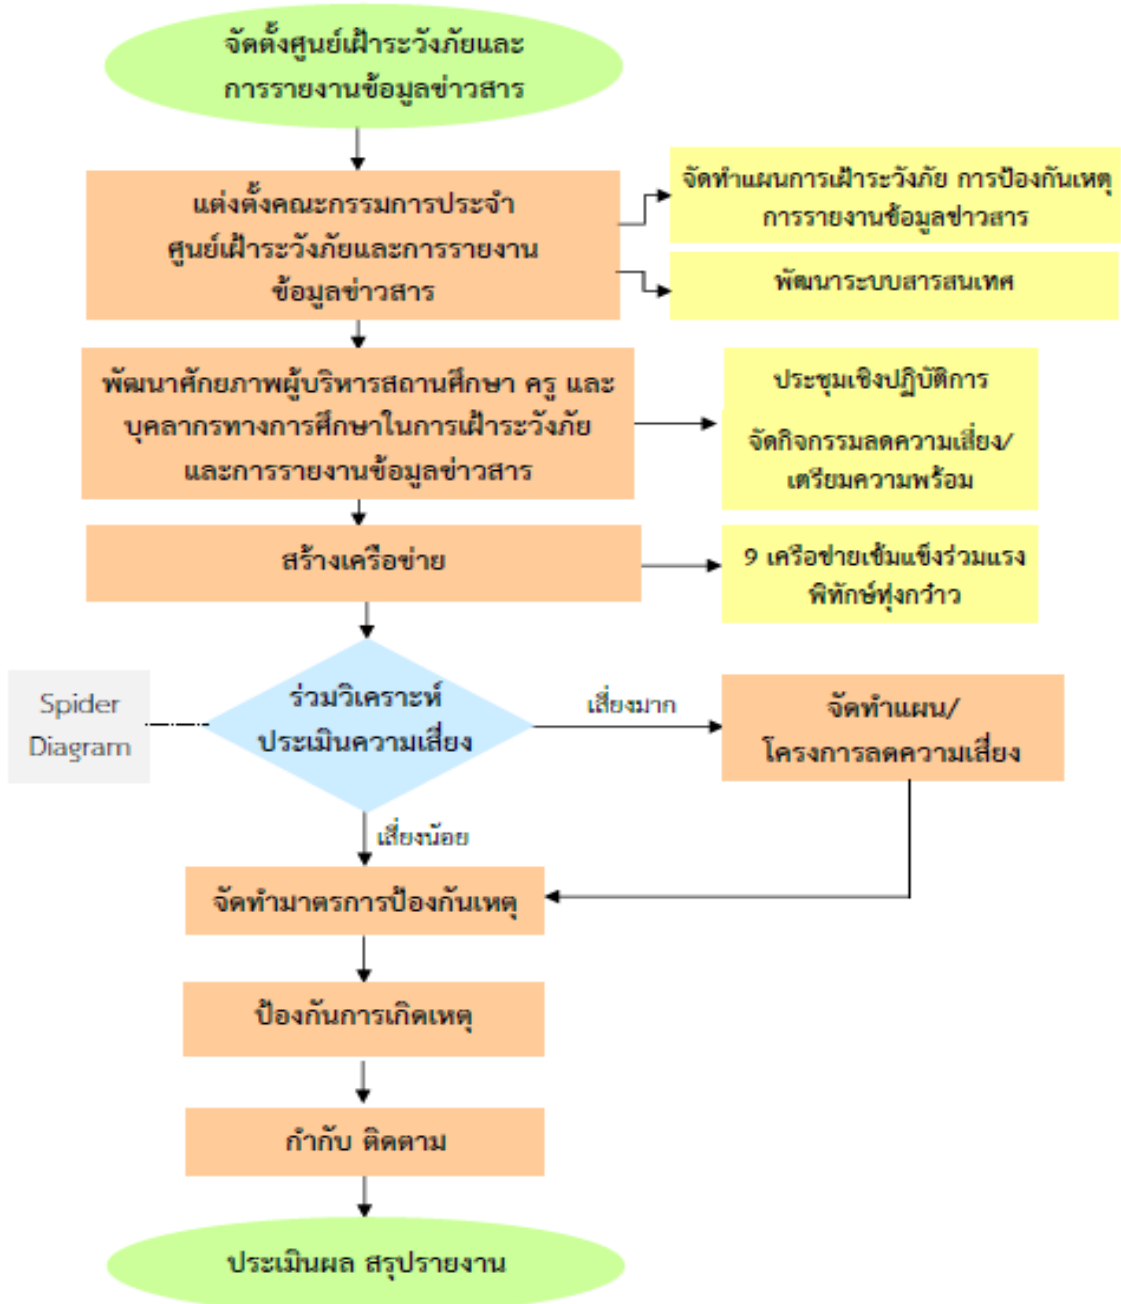 จัดตั้งศูนย์เฝ้าระวังภัยและ
การรายงานข้อมูลข่าวสาร
แต่งตั้งคณะกรรมการประจำ
ศูนย์เฝ้าระวังภัยและการรายงาน
ข้อมูลข่าวสาร
จัดทำแผนการเฝ้าระวังภัย การป้องกันเหตุ
การรายงานข้อมูลข่าวสาร
พัฒนาระบบสารสนเทศ
พัฒนาศักยภาพผู้บริหารสถานศึกษา ครู และ
บุคลากรทางการศึกษาในการเฝ้าระวังภัย
และการรายงานข้อมูลข่าวสาร
ประชุมเชิงปฏิบัติการ
จัดกิจกรรมลดความเสี่ยง/
เตรียมความพร้อม
สร้างเครือข่าย
9 เครือข่ายเข้มแข็งร่วมแรง
พิทักษ์ทุ่งกว๋าว
Spider
Diagram
ร่วมวิเคราะห์
ประเมินความเสี่ยง
เสี่ยงมาก
จัดทำแผน/
โครงการลดความเสี่ยง
เสี่ยงน้อย
จัดทำมาตรการป้องกันเหตุ
ป้องกันการเกิดเหตุ
กำกับ ติดตาม
ประเมินผล สรุปรายงาน